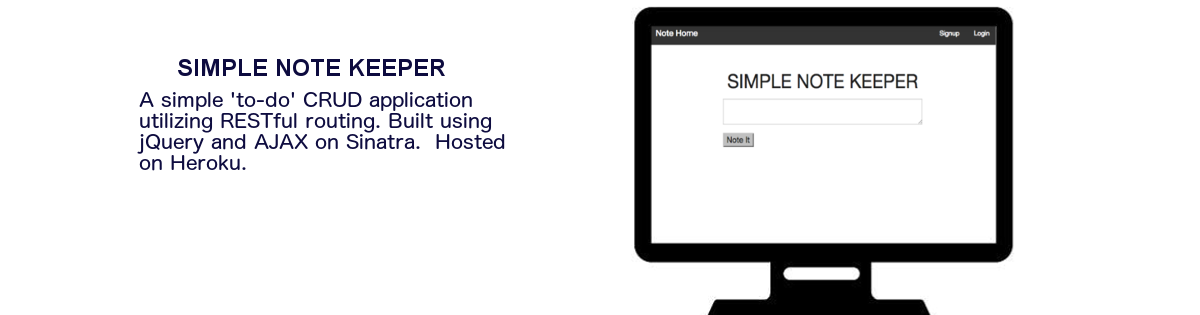 SIMPLE NOTE KEEPER
A simple 'to-do' CRUD application
utilizing RESTful routing. Built using
jQuery and AJAX on Sinatra.  Hosted
on Heroku.
Note Home Signup Login
SIMPLE NOTE KEEPER
Note It